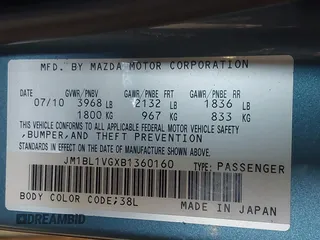 MFD. BY MAZDA MOTOR CORPORATION
DATE GVWR/PNBV GAWR/PNBE FRT GAWR/PNBE RR
07/10 3968 LB 2132 LB 1836 LB
1800 KG 967 KG 833 KG
THIS VEHICLE CONFORMS TO ALL
APPLICABLE FEDERAL MOTOR VEHICLE SAFETY
,BUMPER,AND THEFT PREVENTION
STANDARDS IN EFFECT ON THE DATE OF
MANUFACTURE SHOWN ABOVE.
JM1BL1VGXB1360160 TYPE: PASSENGER
BODY COLOR CODE;38L MADE IN JAPAN
DREAMBID